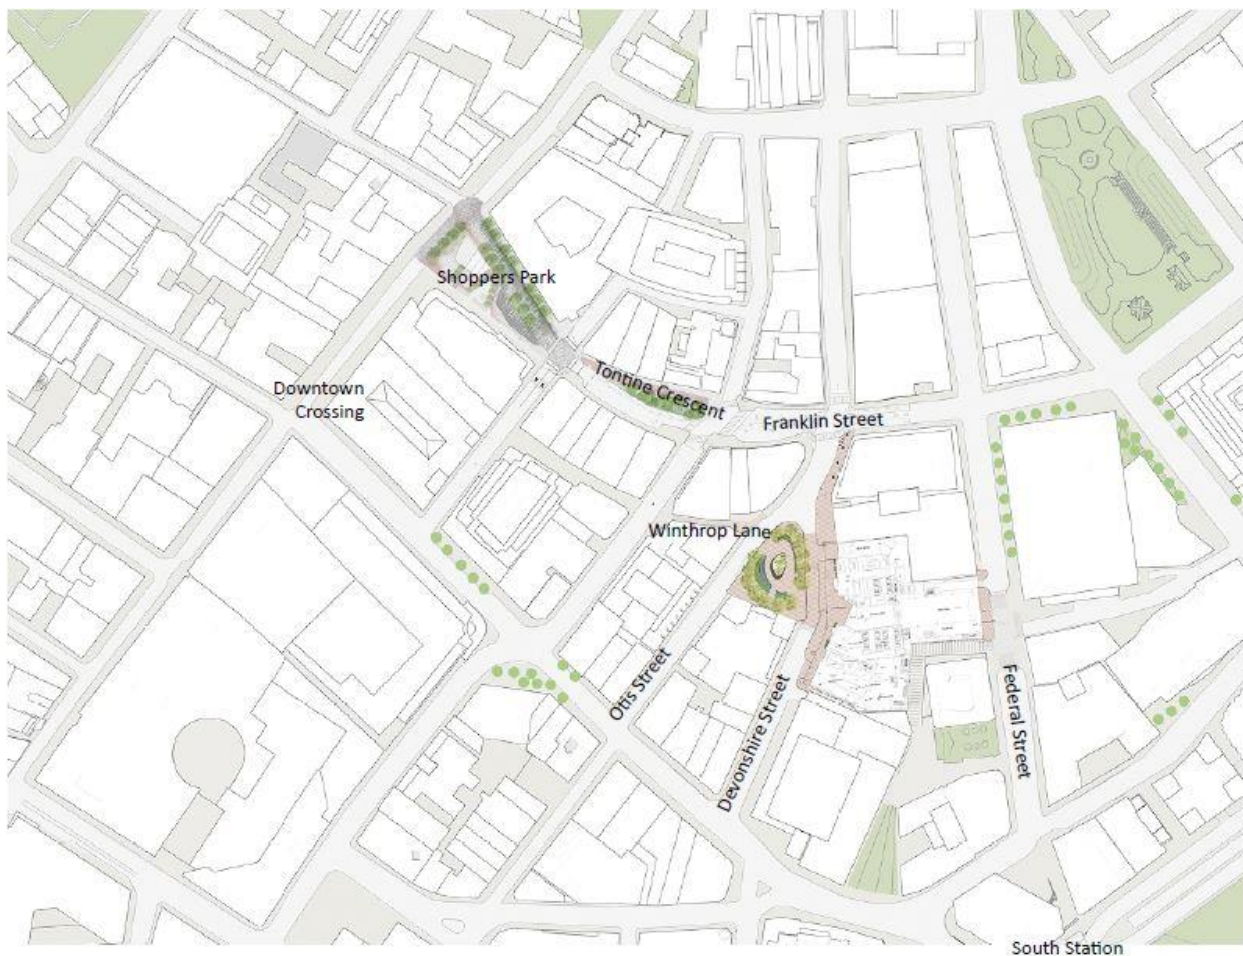 Shoppers Park
Tontine Crescent
Downtown
Crossing
Franklin Street
Winthrop Lane
Otis Street
Devonshire Street
Federal Street
South Station